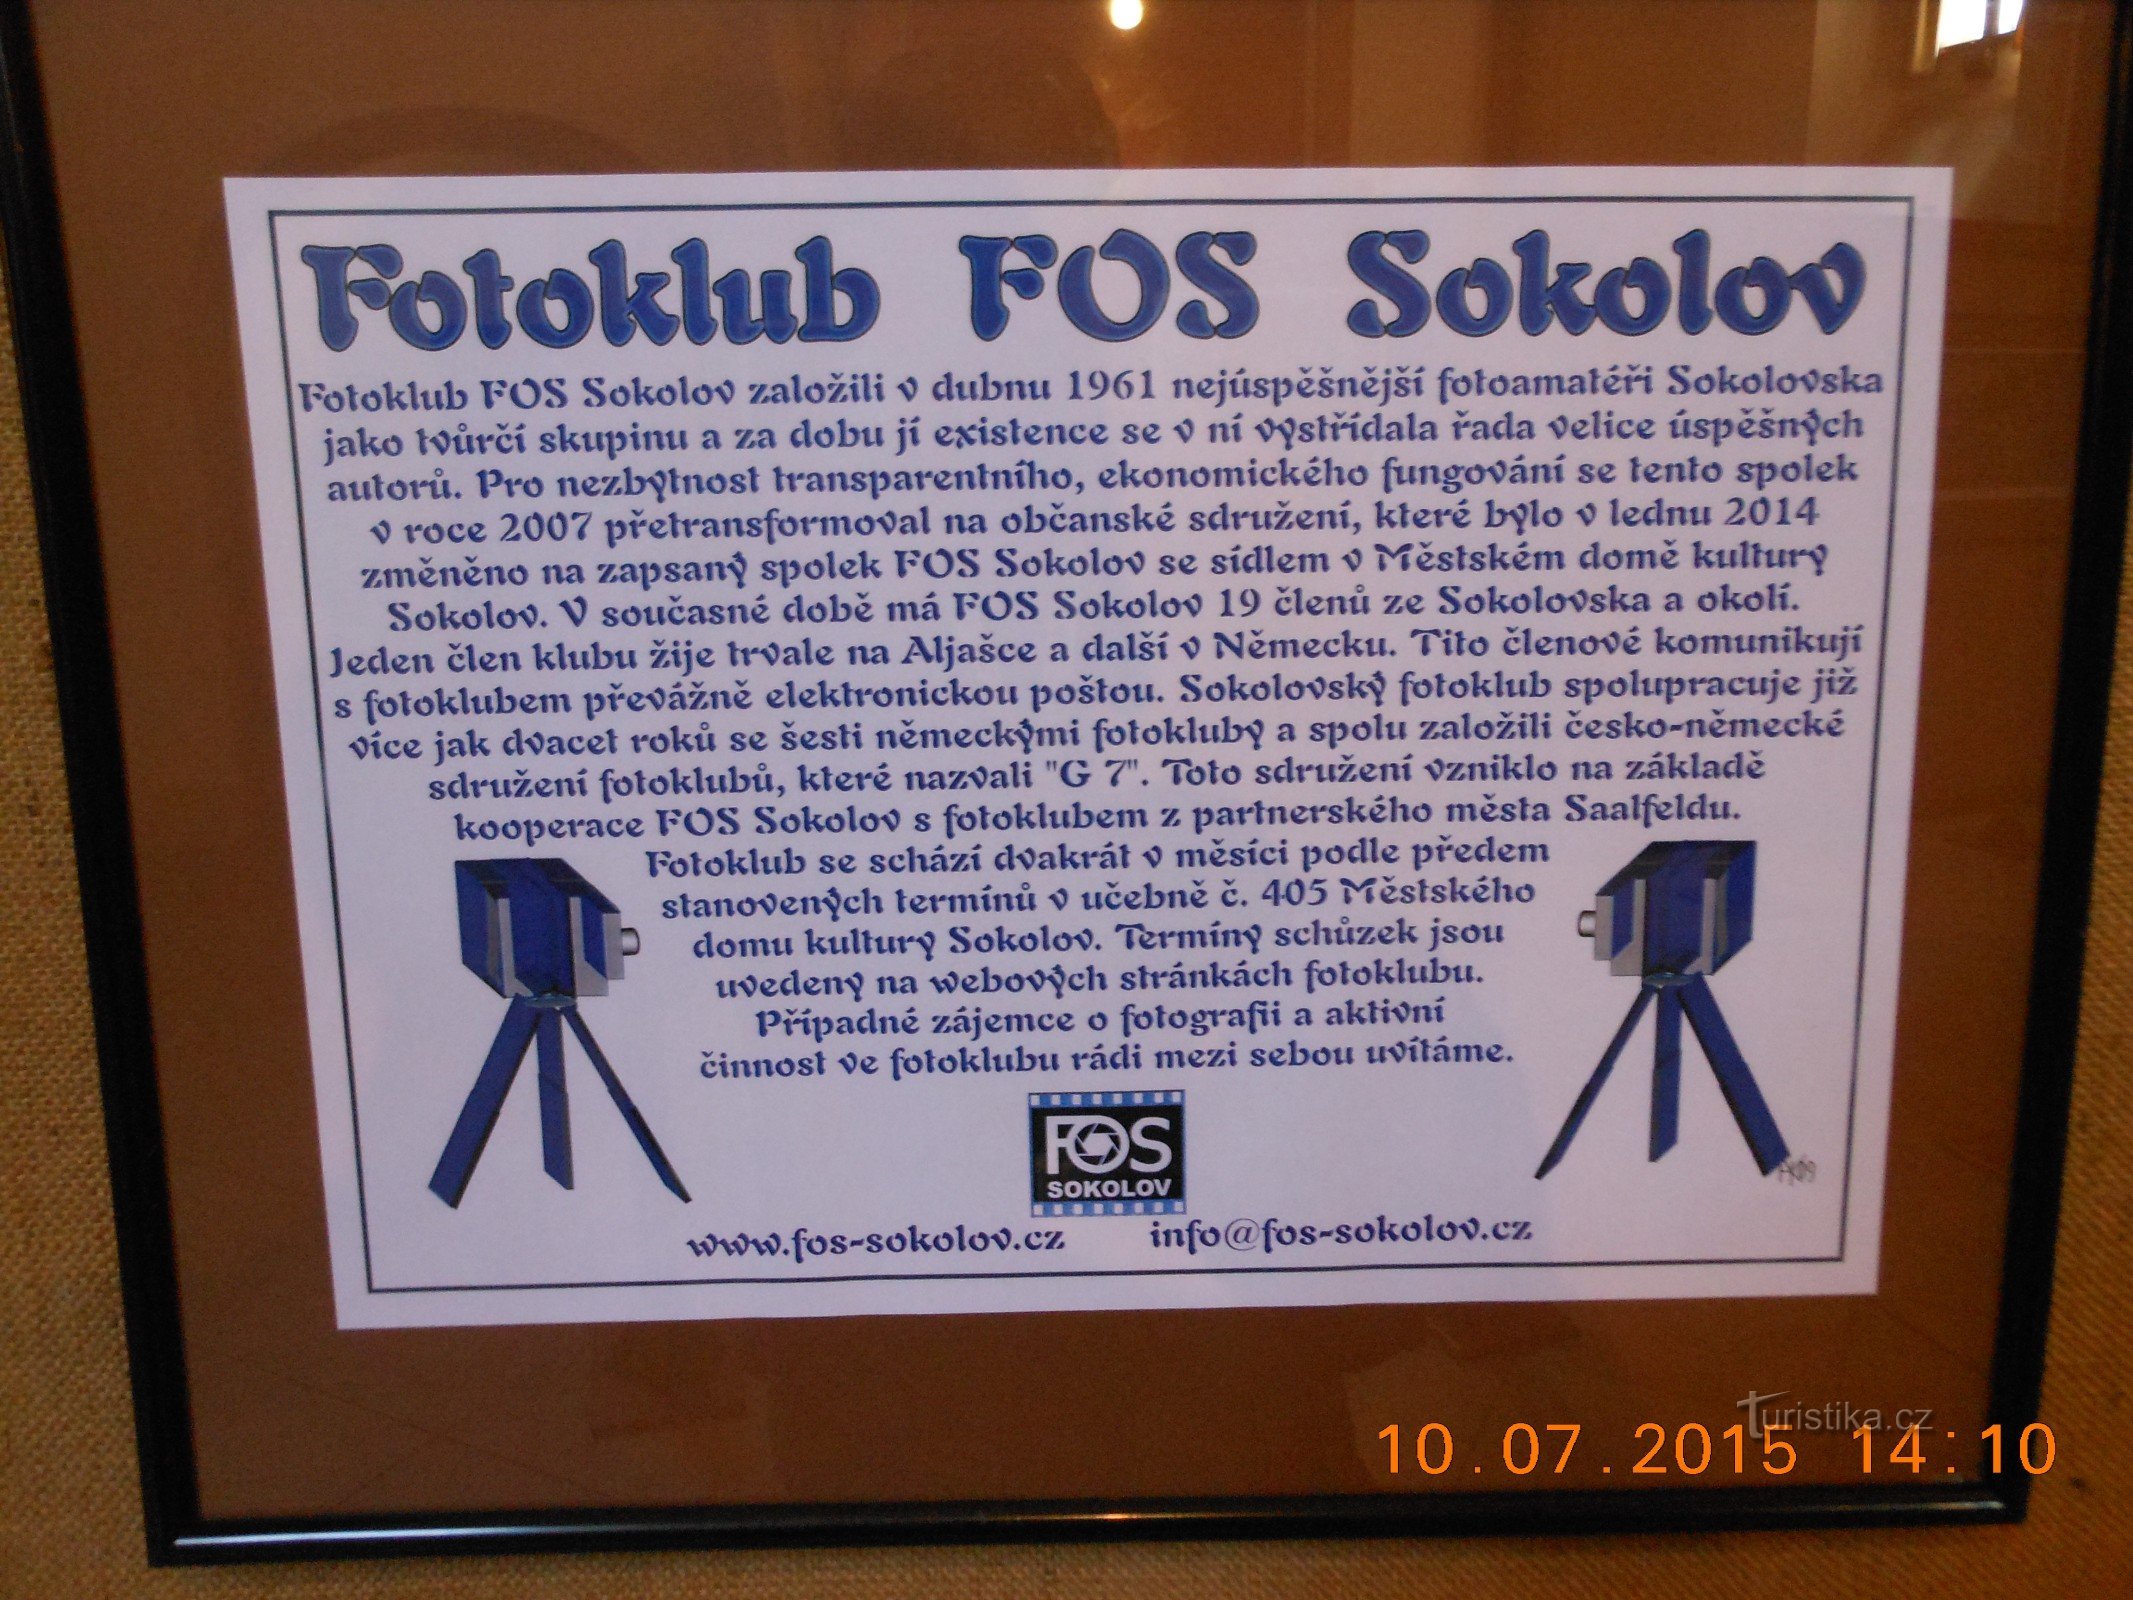 Fotoklub FOS Sokolov
Fotoklub FOS Sokolov založili v dubnu 1961 nejúspěšnější fotoamatéři Sokolovska
jako tvůrčí skupinu a za dobu jí existence se v ní vystřídala řada velice úspěšných
autorů. Pro nezbytnost transparentního, ekonomického fungování se tento spolek
v roce 2007 přetransformoval na občanské sdružení, které bylo v lednu 2014
změněno na zapsaný spolek FOS Sokolov se sídlem v Městském domě kultury
Sokolov. V současné době má FOS Sokolov 19 členů ze Sokolovska a okolí.
Jeden člen klubu žije trvale na Aljašce a další v Německu. Tito členové komunikují
s fotoklubem převážně elektronickou poštou. Sokolovský fotoklub spolupracuje již
více jak dvacet roků se šesti německými fotokluby a spolu založili česko-německé
sdružení fotoklubů, které nazvali "G 7". Toto sdružení vzniklo na základě
kooperace FOS Sokolov s fotoklubem z partnerského města Saalfeldu.
Fotoklub se schází dvakrát v měsíci podle předem
stanovených termínů v učebně č. 405 Městského
domu kultury Sokolov. Termíny schůzek jsou
uvedeny na webových stránkách fotoklubu.
Případné zájemce o fotografii a aktivní
činnost ve fotoklubu rádi mezi sebou uvítáme.
FOS
SOKOLOV
www.fos-sokolov.cz info@fos-sokolov.cz
Turistika.cz
10.07.2015 14:10